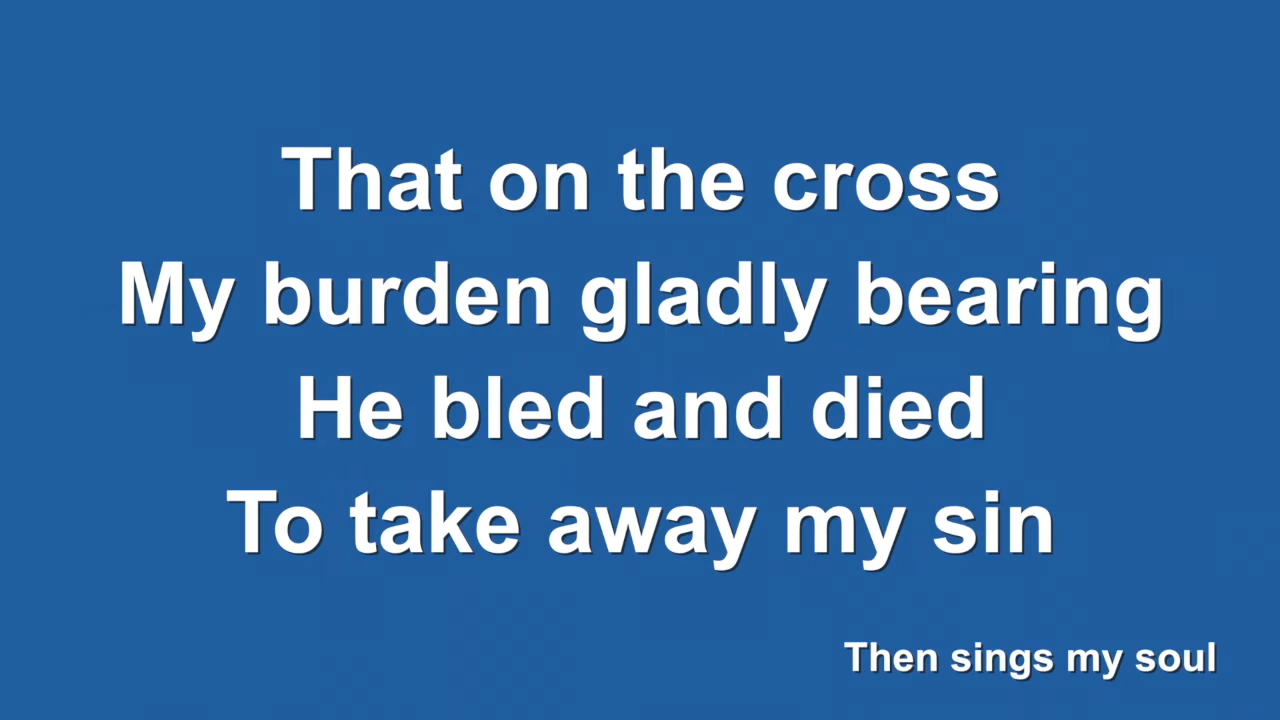 That on the cross
My burden gladly bearing
He bled and died
To take away my sin
Then sings my soul